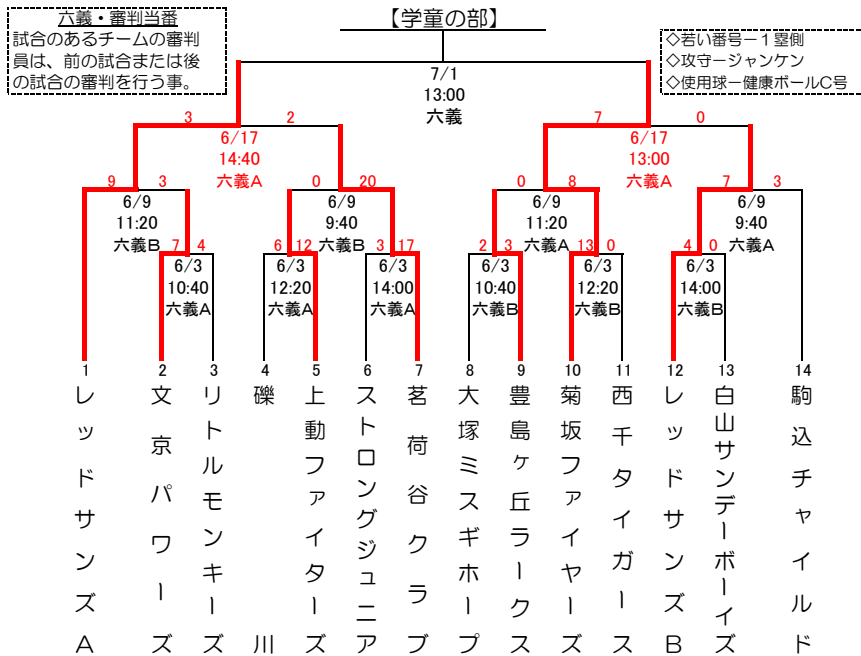 六義・審判当番
試合のあるチームの審判
員は、前の試合または後
の試合の審判を行う事。
【学童の部】
◇若い番号ー1塁側
◇攻守ージャンケン
◇使用球ー健康ボールC号
7/1
13:00
六義
3 2
6/17
14:40
六義A
7 0
6/17
13:00
六義A
9 3
6/9
11:20
六義B
0 20
6/9
9:40
六義B
0 8
6/9
11:20
六義A
7 3
6/9
9:40
六義A
7 4
6/3
10:40
六義A
6 12
6/3
12:20
六義A
3 17
6/3
14:00
六義A
2 3
6/3
10:40
六義B
13 0
6/3
12:20
六義B
4 0
6/3
14:00
六義B
1
レッドサンズA
2
文京パワーズ
3
リトルモンキーズ
4
礫川
5
上動ファイターズ
6
ストロングジュニア
7
茗荷谷クラブ
8
大塚ミスギホープ
9
豊島ヶ丘ラークス
10
菊坂ファイヤーズ
11
西千タイガース
12
レッドサンズB
13
白山サンデーボーイズ
14
駒込チャイルド